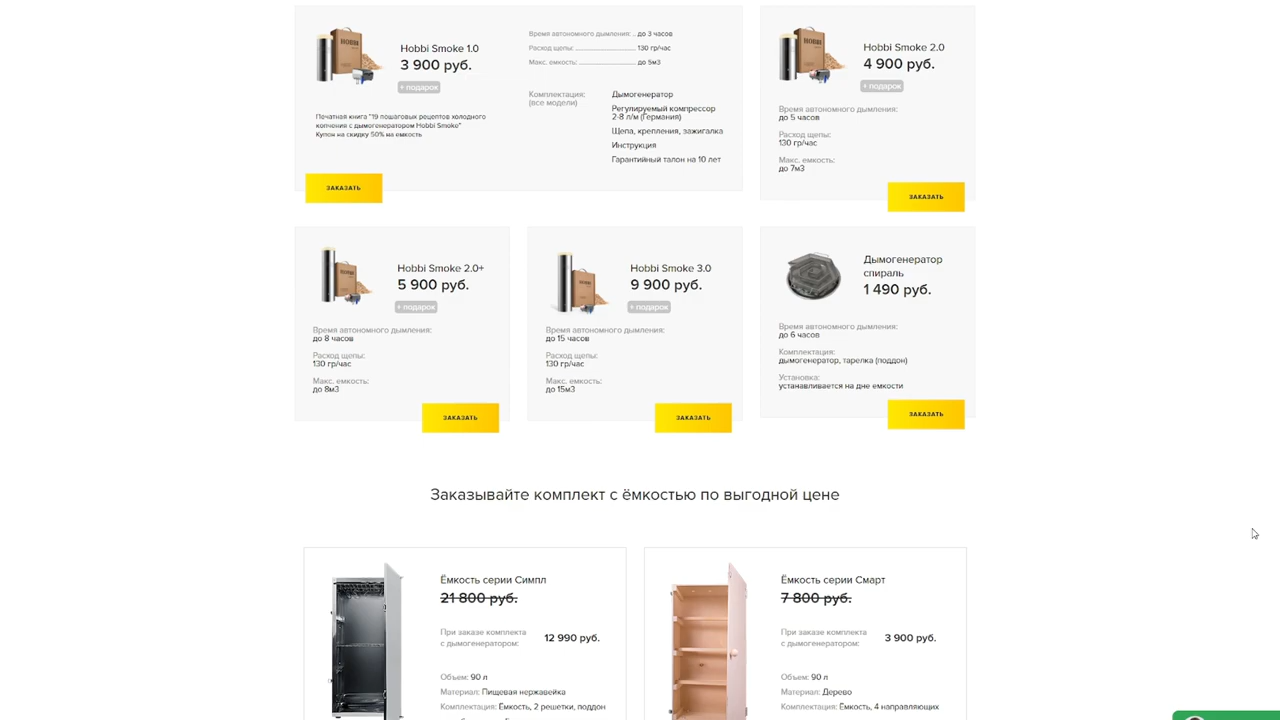 Hobbi Smoke 1.0
3 900 руб.
+ подарок
Печатная книга "19 пошаговых рецептов холодного
копчения с дымогенератором Hobbi Smoke"
Купон на скидку 50% на емкость
Время автономного дымления: .. до 3 часов
Расход щепы: ........................ 130 гр/час
Макс. емкость: ....................... до 5м3
Комплектация:
(все модели)
Дымогенератор
Регулируемый компрессор
2-8 л/м (Германия)
Щепа, крепления, зажигалка
Инструкция
Гарантийный талон на 10 лет
ЗАКАЗАТЬ
Hobbi Smoke 2.0
4 900 руб.
+ подарок
Время автономного дымления:
до 5 часов
Расход щепы:
130 гр/час
Макс. емкость:
до 7м3
ЗАКАЗАТЬ
Hobbi Smoke 2.0+
5 900 руб.
+ подарок
Время автономного дымления:
до 8 часов
Расход щепы:
130 гр/час
Макс. емкость:
до 8м3
ЗАКАЗАТЬ
Hobbi Smoke 3.0
9 900 руб.
+ подарок
Время автономного дымления:
до 15 часов
Расход щепы:
130 гр/час
Макс. емкость:
до 15м3
ЗАКАЗАТЬ
Дымогенератор
спираль
1 490 руб.
Время автономного дымления:
до 6 часов
Комплектация:
дымогенератор, тарелка (поддон)
Установка:
устанавливается на дне емкости
ЗАКАЗАТЬ
Заказывайте комплект с ёмкостью по выгодной цене
Ёмкость серии Симпл
21 800 руб.
При заказе комплекта
с дымогенератором:
12 990 руб.
Объем: 90 л
Материал: Пищевая нержавейка
Комплектация: Ёмкость, 2 решетки, поддон
Ёмкость серии Смарт
7 800 руб.
При заказе комплекта
с дымогенератором:
3 900 руб.
Объем: 90 л
Материал: Дерево
Комплектация: Ёмкость, 4 направляющих